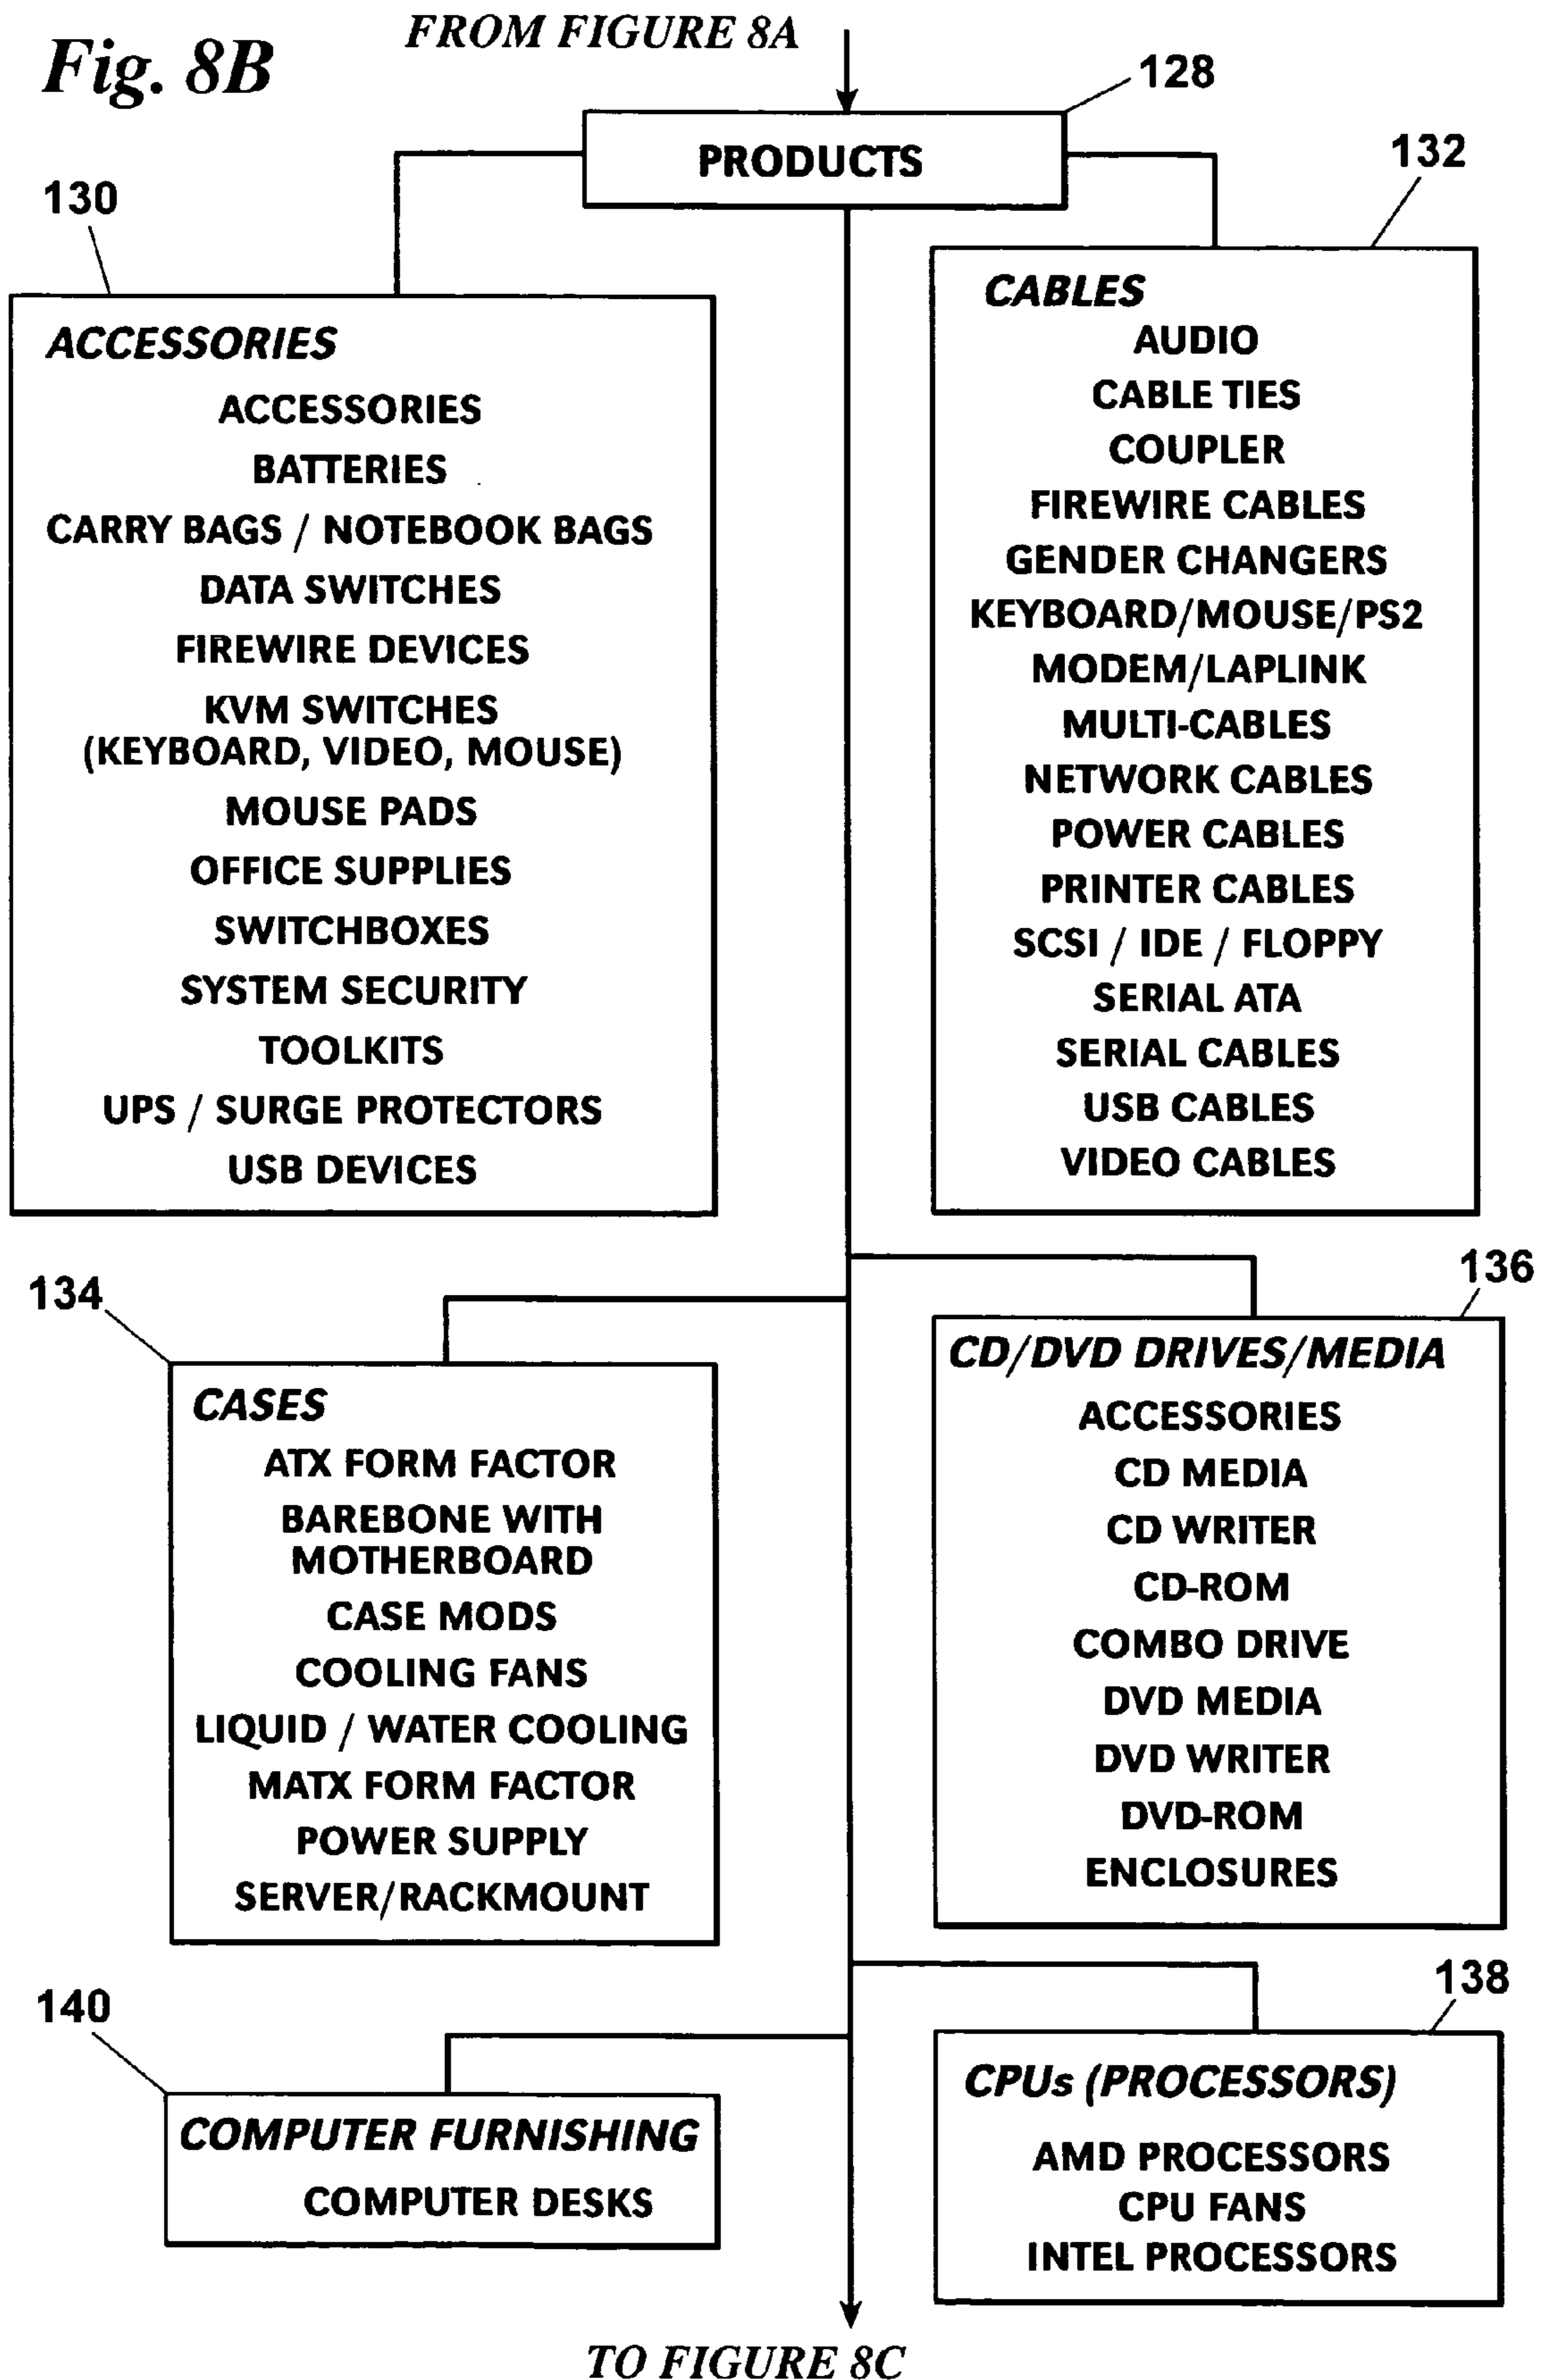 Fig. 8B
FROM FIGURE 8A
128
PRODUCTS
130
ACCESSORIES
ACCESSORIES
BATTERIES
CARRY BAGS / NOTEBOOK BAGS
DATA SWITCHES
FIREWIRE DEVICES
KVM SWITCHES
(KEYBOARD, VIDEO, MOUSE)
MOUSE PADS
OFFICE SUPPLIES
SWITCHBOXES
SYSTEM SECURITY
TOOLKITS
UPS / SURGE PROTECTORS
USB DEVICES
132
CABLES
AUDIO
CABLE TIES
COUPLER
FIREWIRE CABLES
GENDER CHANGERS
KEYBOARD/MOUSE/PS2
MODEM/LAPLINK
MULTI-CABLES
NETWORK CABLES
POWER CABLES
PRINTER CABLES
SCSI / IDE / FLOPPY
SERIAL ATA
SERIAL CABLES
USB CABLES
VIDEO CABLES
134
CASES
ATX FORM FACTOR
BAREBONE WITH
MOTHERBOARD
CASE MODS
COOLING FANS
LIQUID / WATER COOLING
MATX FORM FACTOR
POWER SUPPLY
SERVER/RACKMOUNT
136
CD/DVD DRIVES/MEDIA
ACCESSORIES
CD MEDIA
CD WRITER
CD-ROM
COMBO DRIVE
DVD MEDIA
DVD WRITER
DVD-ROM
ENCLOSURES
140
COMPUTER FURNISHING
COMPUTER DESKS
138
CPUs (PROCESSORS)
AMD PROCESSORS
CPU FANS
INTEL PROCESSORS
TO FIGURE 8C